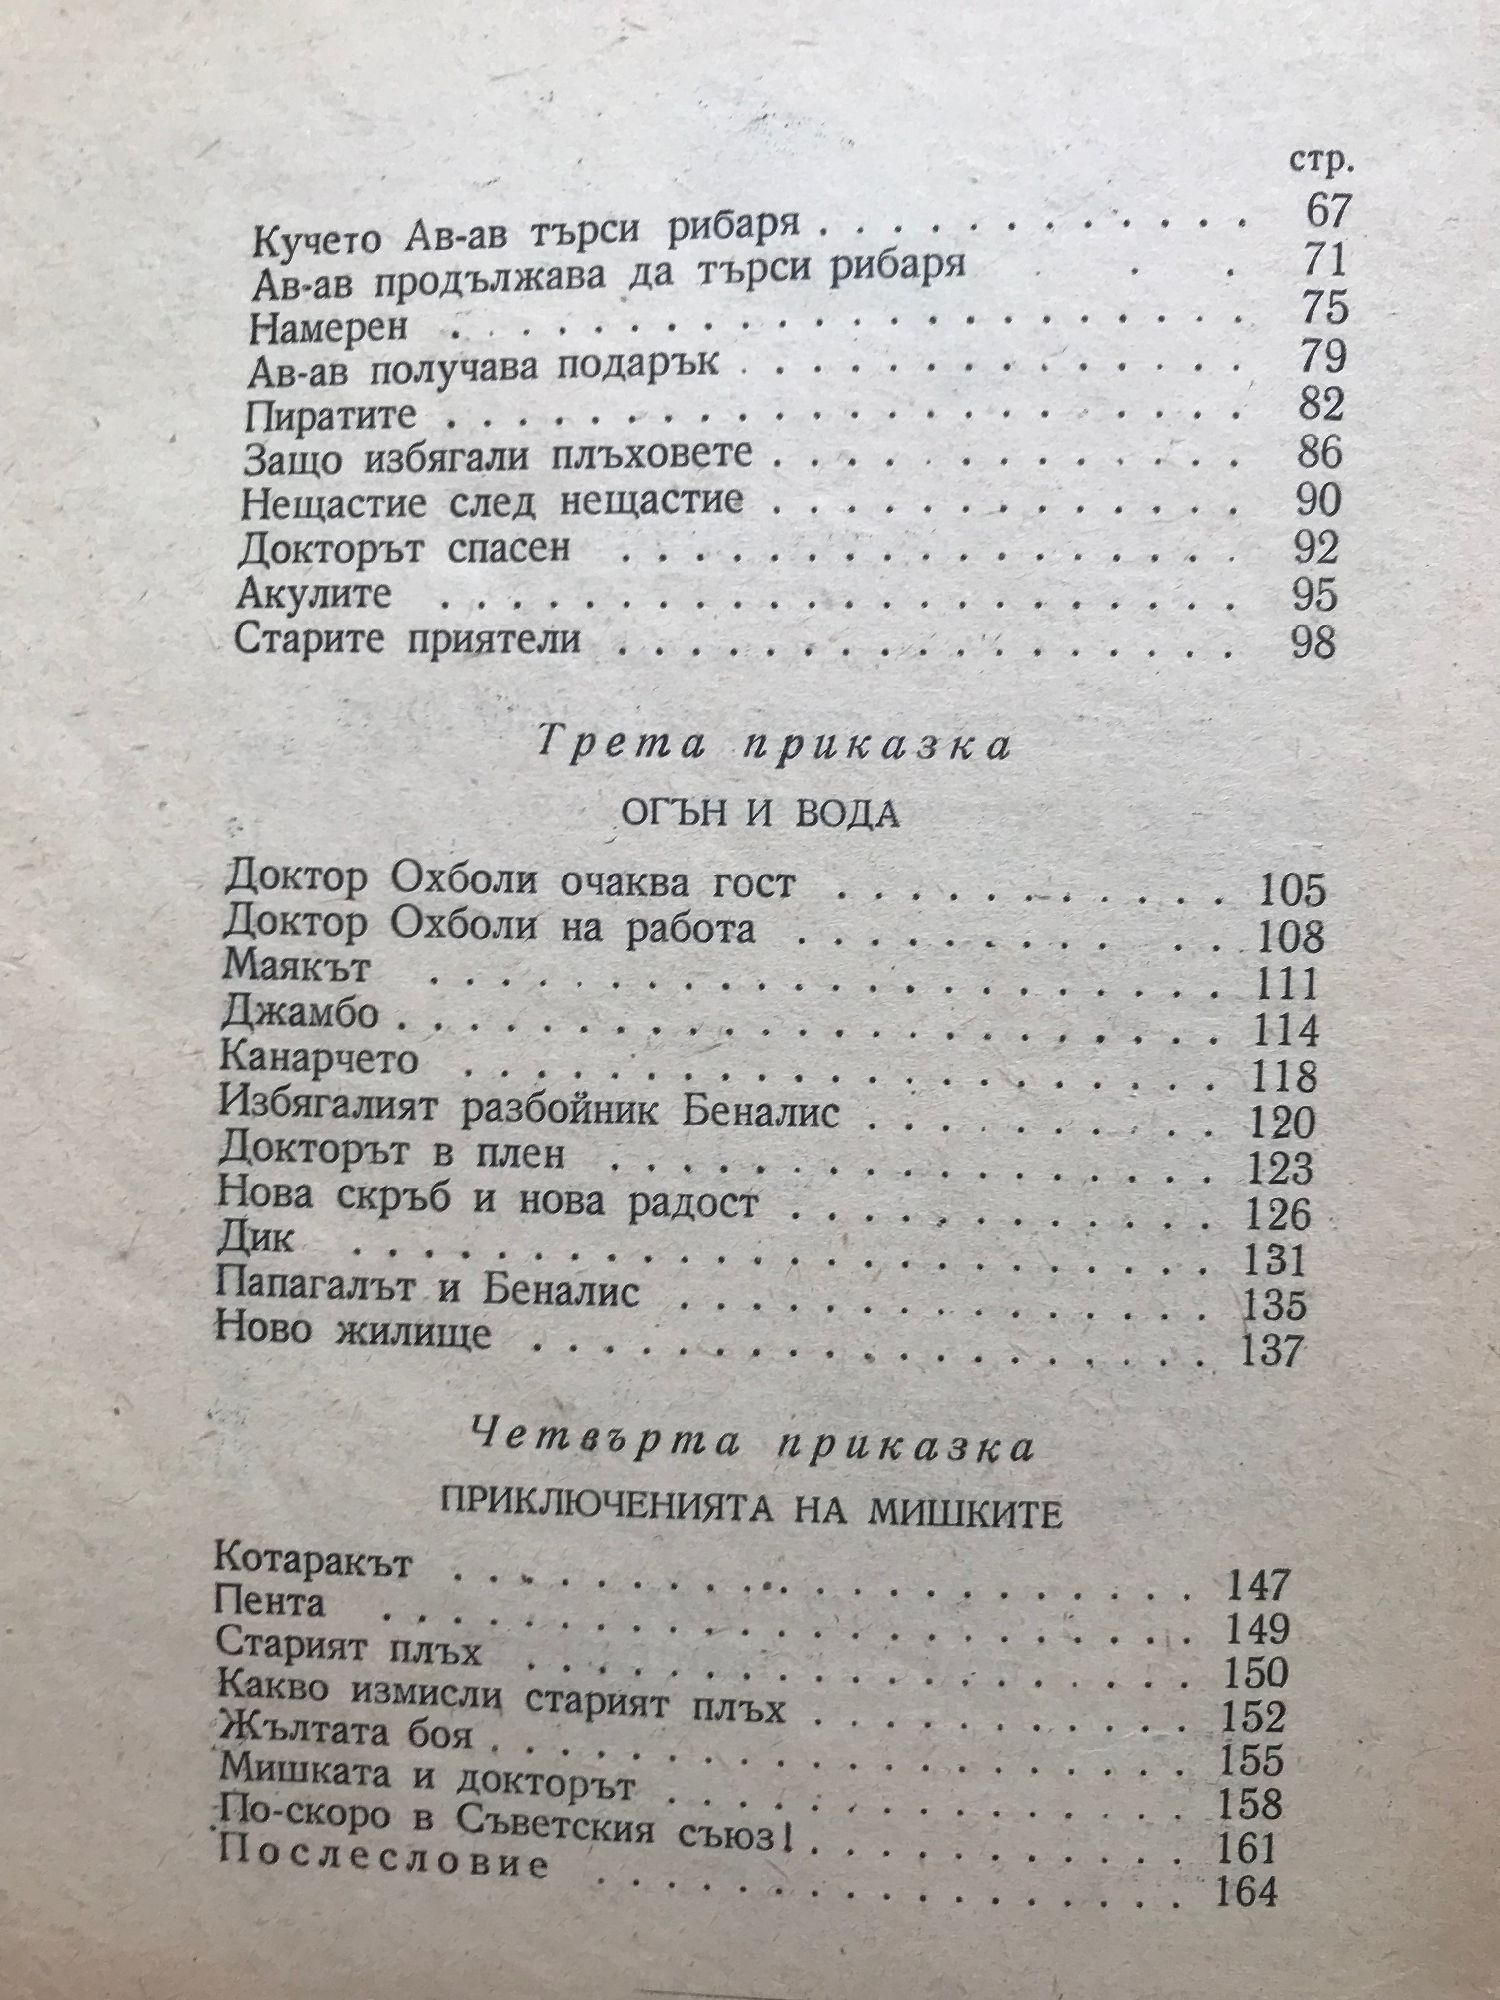 стр.
Кучето Ав-ав търси рибаря . . . . . . . . . . . . 67
Ав-ав продължава да търси рибаря . . . 71
Намерен . . . . . . . . . . . . . . . . . . . . . . 75
Ав-ав получава подарък . . . . . . . . . . . . . . 79
Пиратите . . . . . . . . . . . . . . . . . . . . . 82
Защо избягали плъховете . . . . . . . . . . . . . 86
Нещастие след нещастие . . . . . . . . . . . . . 90
Докторът спасен . . . . . . . . . . . . . . . . . 92
Акулите . . . . . . . . . . . . . . . . . . . . . . 95
Старите приятели . . . . . . . . . . . . . . . . . 98
Трета приказка
ОГЪН И ВОДА
Доктор Охболи очаква гост . . . . . . . . . . . 105
Доктор Охболи на работа . . . . . . . . . . . 108
Маякът . . . . . . . . . . . . . . . . . . . . . . 111
Джамбо . . . . . . . . . . . . . . . . . . . . . . . 114
Канарчето . . . . . . . . . . . . . . . . . . . . . 118
Избягалият разбойник Беналис . . . . . . . . . . 120
Докторът в плен . . . . . . . . . . . . . . . . . 123
Нова скръб и нова радост . . . . . . . . . . . . 126
Дик . . . . . . . . . . . . . . . . . . . . . . . . 131
Папагалът и Беналис . . . . . . . . . . . . . . . 135
Ново жилище . . . . . . . . . . . . . . . . . . . 137
Четвърта приказка
ПРИКЛЮЧЕНИЯТА НА МИШКИТЕ
Котаракът . . . . . . . . . . . . . . . . . . . . . 147
Пента . . . . . . . . . . . . . . . . . . . . . . . 149
Старият плъх . . . . . . . . . . . . . . . . . . . 150
Какво измисли старият плъх . . . . . . . . . . . 152
Жълтата боя . . . . . . . . . . . . . . . . . . . . 155
Мишката и докторът . . . . . . . . . . . . . . . 158
По-скоро в Съветския съюз! . . . . . . . . . . . 161
Послесловие . . . . . . . . . . . . . . . . . 164